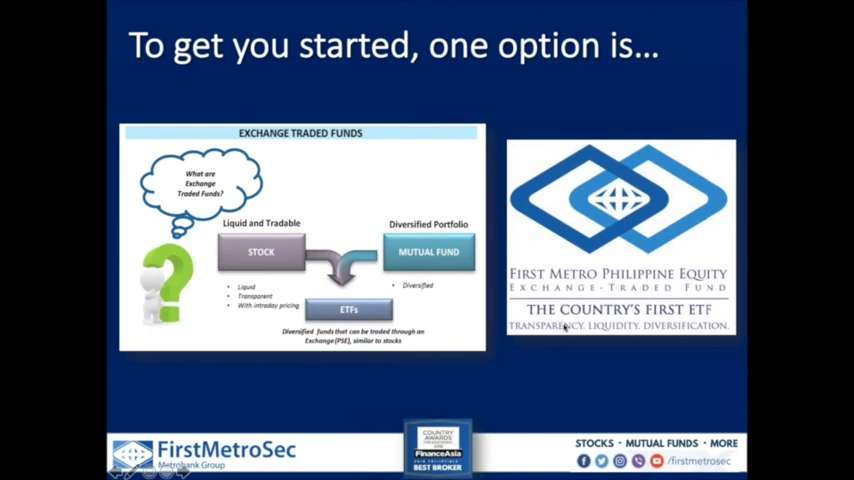 To get you started, one option is...
EXCHANGE TRADED FUNDS
What are
Exchange
Traded Funds?
Liquid and Tradable
STOCK
• Liquid
• Transparent
• With intraday pricing
Diversified Portfolio
MUTUAL FUND
• Diversified
ETFs
Diversified funds that can be traded through an
Exchange (PSE), similar to stocks
FIRST METRO PHILIPPINE EQUITY
EXCHANGE-TRADED FUND
THE COUNTRY'S FIRST ETF
TRANSPARENCY. LIQUIDITY. DIVERSIFICATION.
FirstMetroSec
Metrobank Group
COUNTRY
AWARDS
FinanceAsia
BEST BROKER
STOCKS • MUTUAL FUNDS • MORE
/firstmetrosec